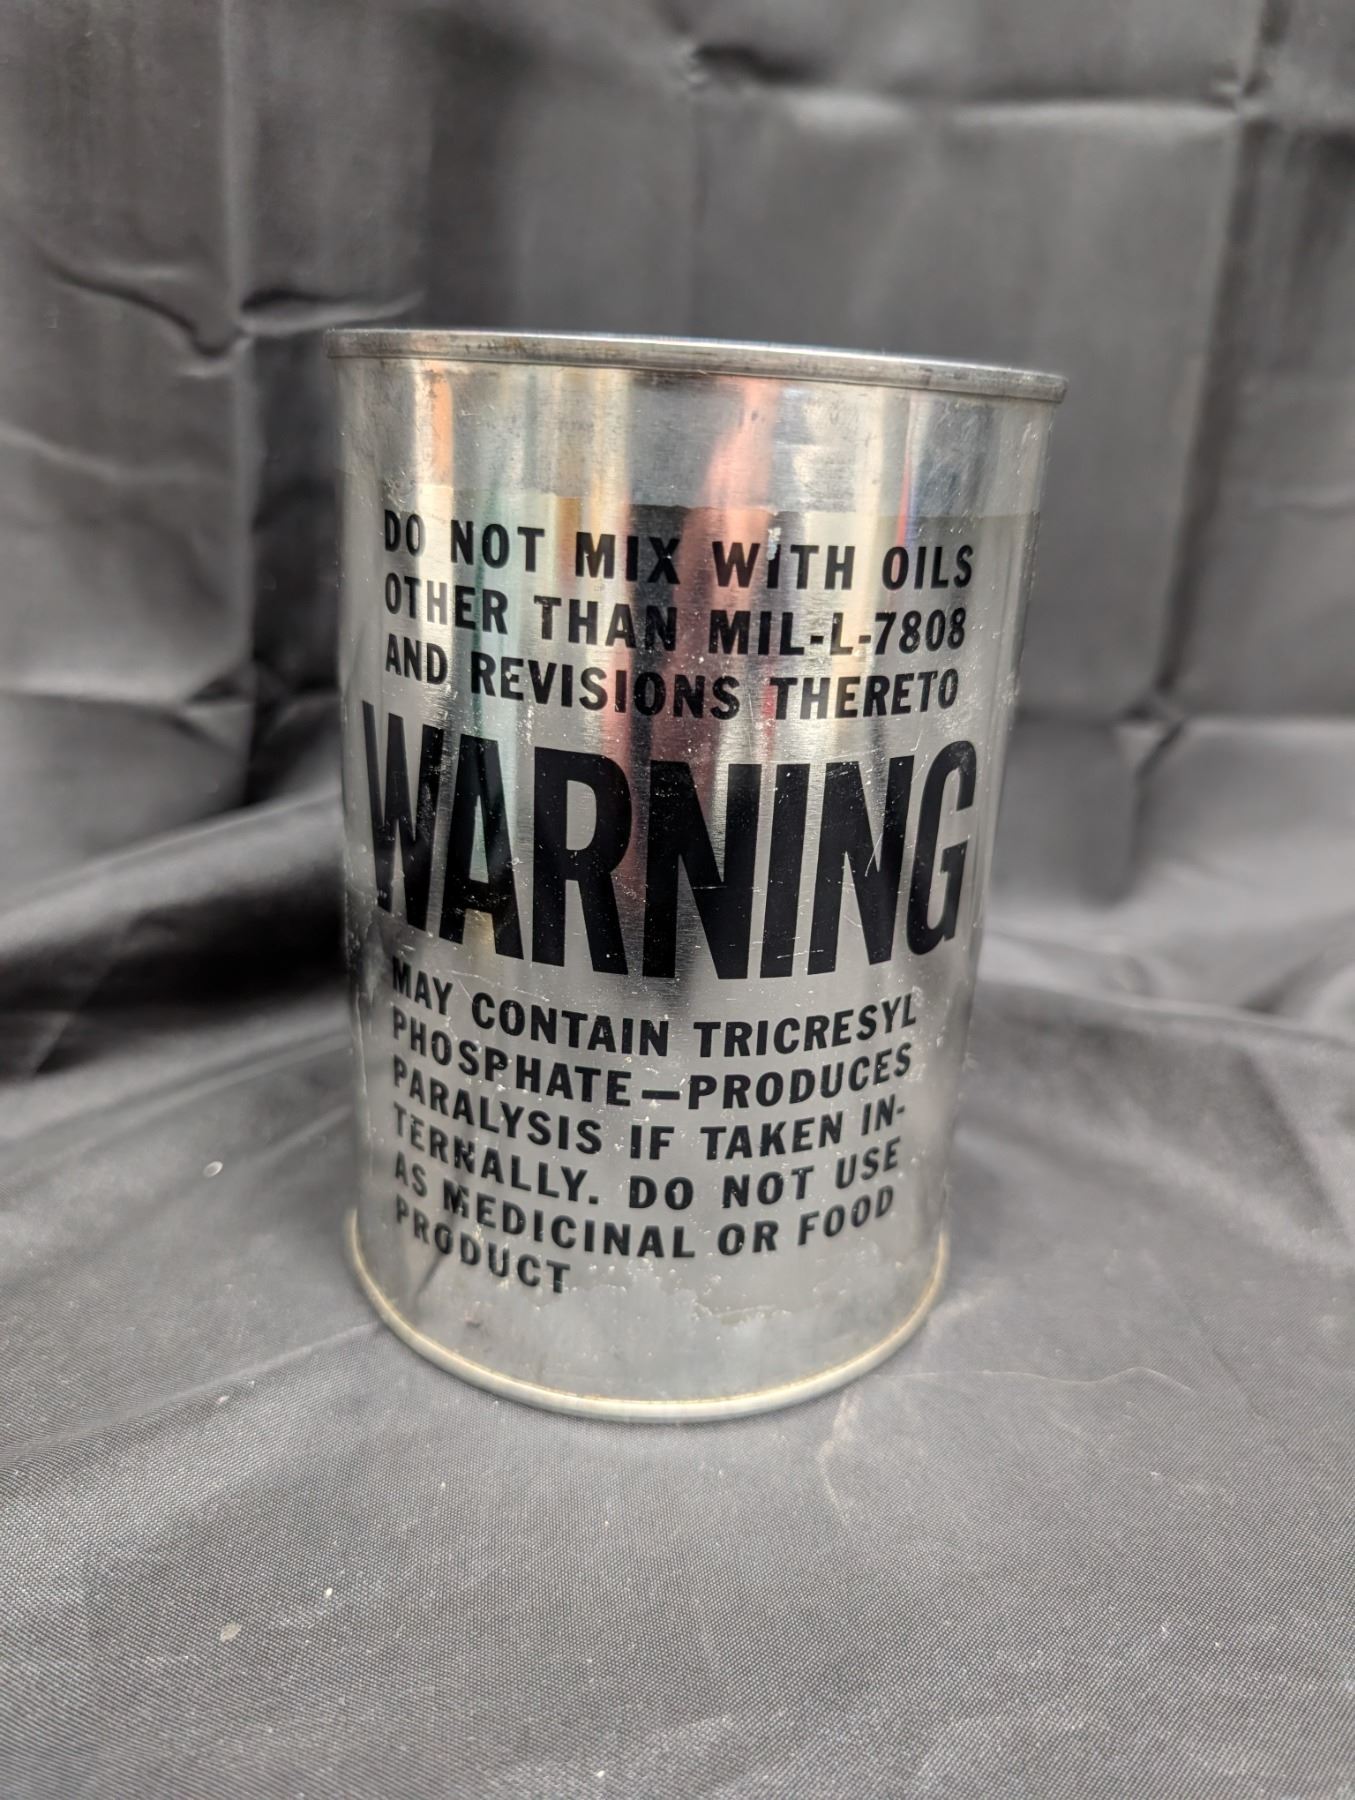 DO NOT MIX WITH OILS
OTHER THAN MIL-L-7808
AND REVISIONS THERETO
WARNING
MAY CONTAIN TRICRESYL
PHOSPHATE—PRODUCES
PARALYSIS IF TAKEN IN-
TERNALLY. DO NOT USE
AS MEDICINAL OR FOOD
PRODUCT